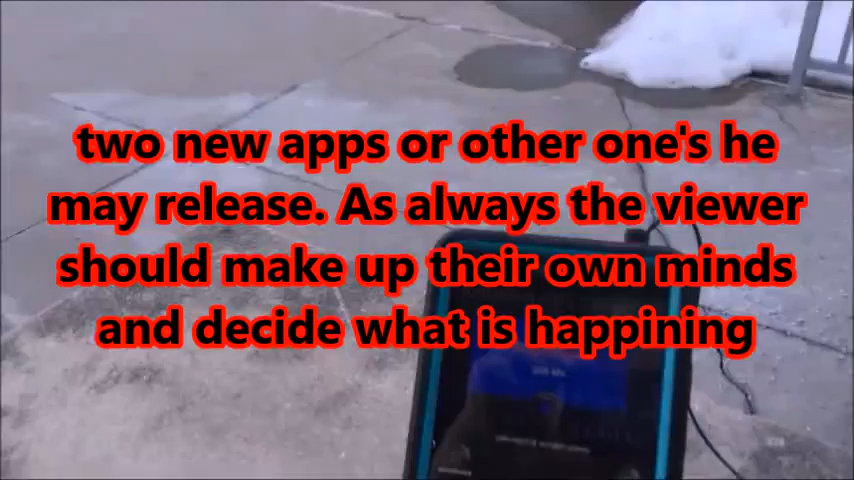 two new apps or other one's he
may release. As always the viewer
should make up their own minds
and decide what is happining